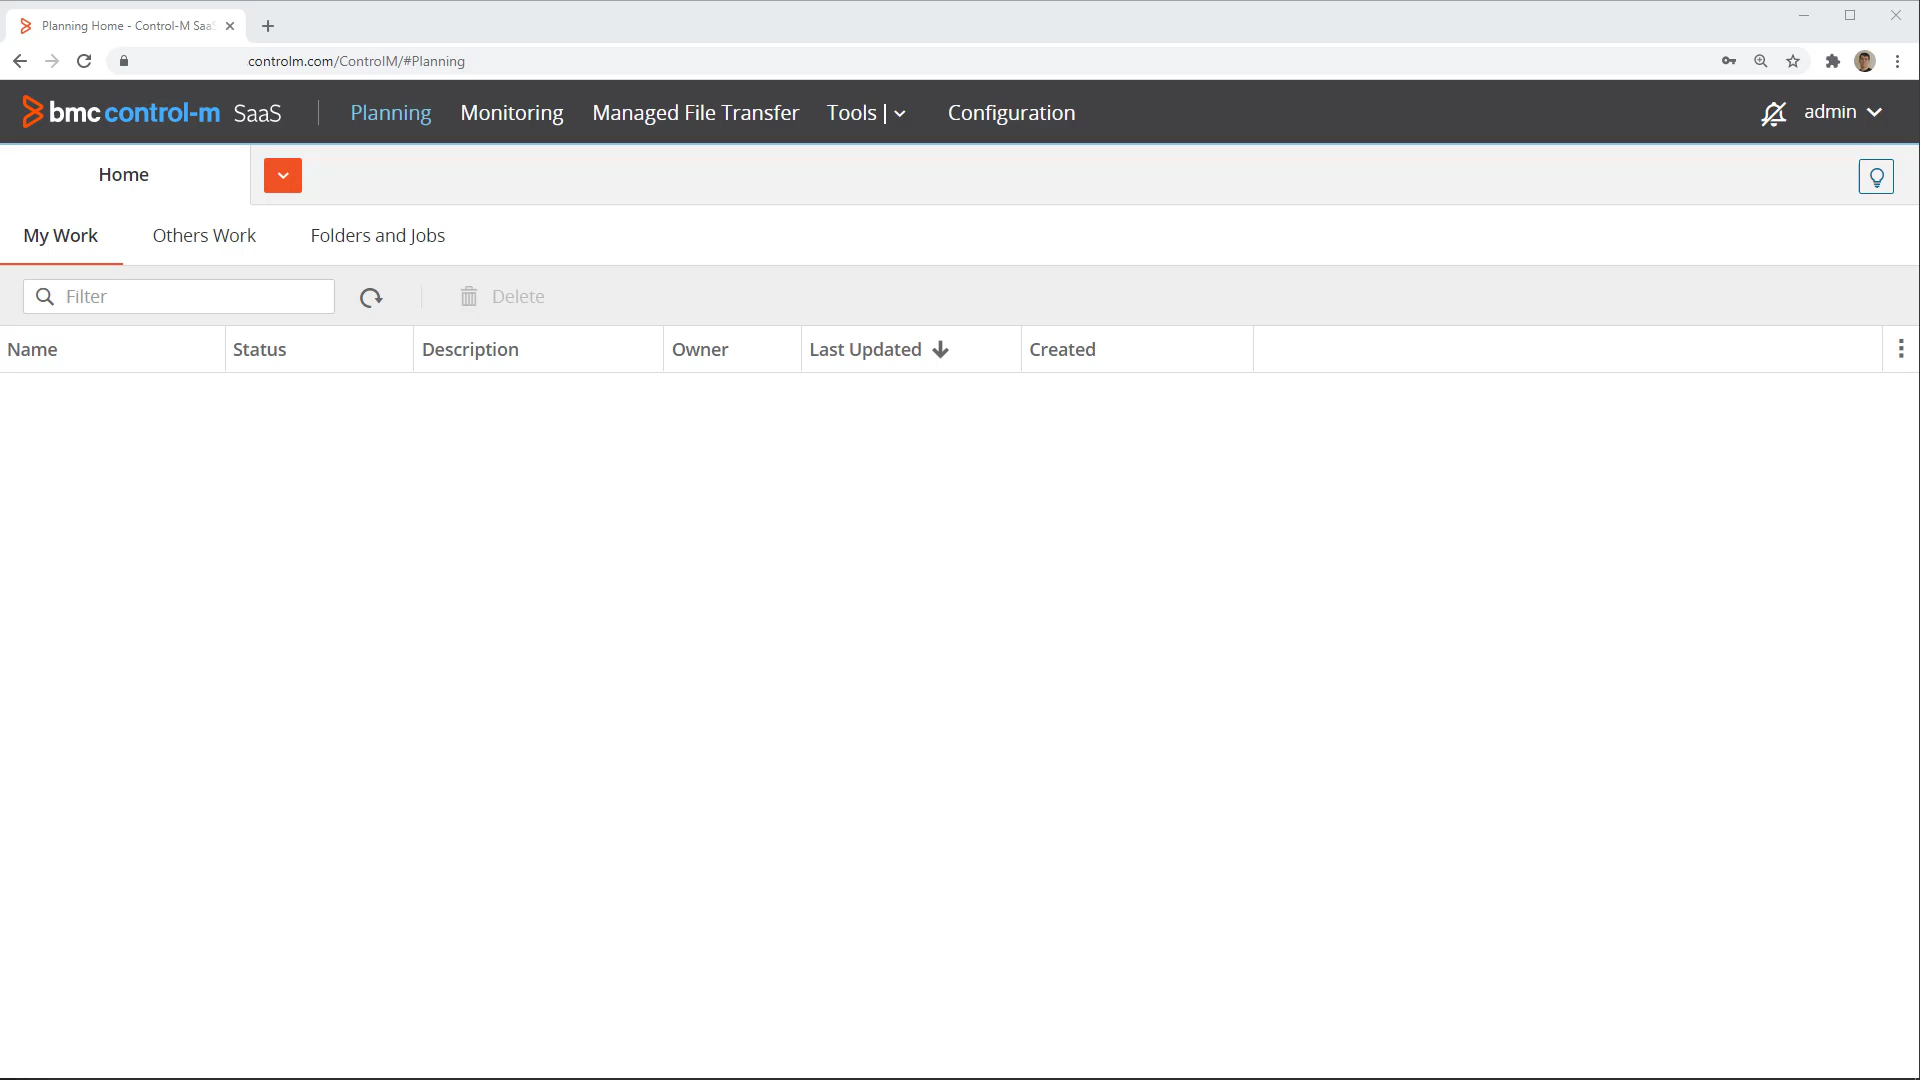 Planning Home - Control-M Saa
controlm.com/ControlM/#Planning
bmc control-m SaaS Planning Monitoring Managed File Transfer Tools Configuration admin
Home
My Work Others Work Folders and Jobs
Filter Delete
Name Status Description Owner Last Updated Created